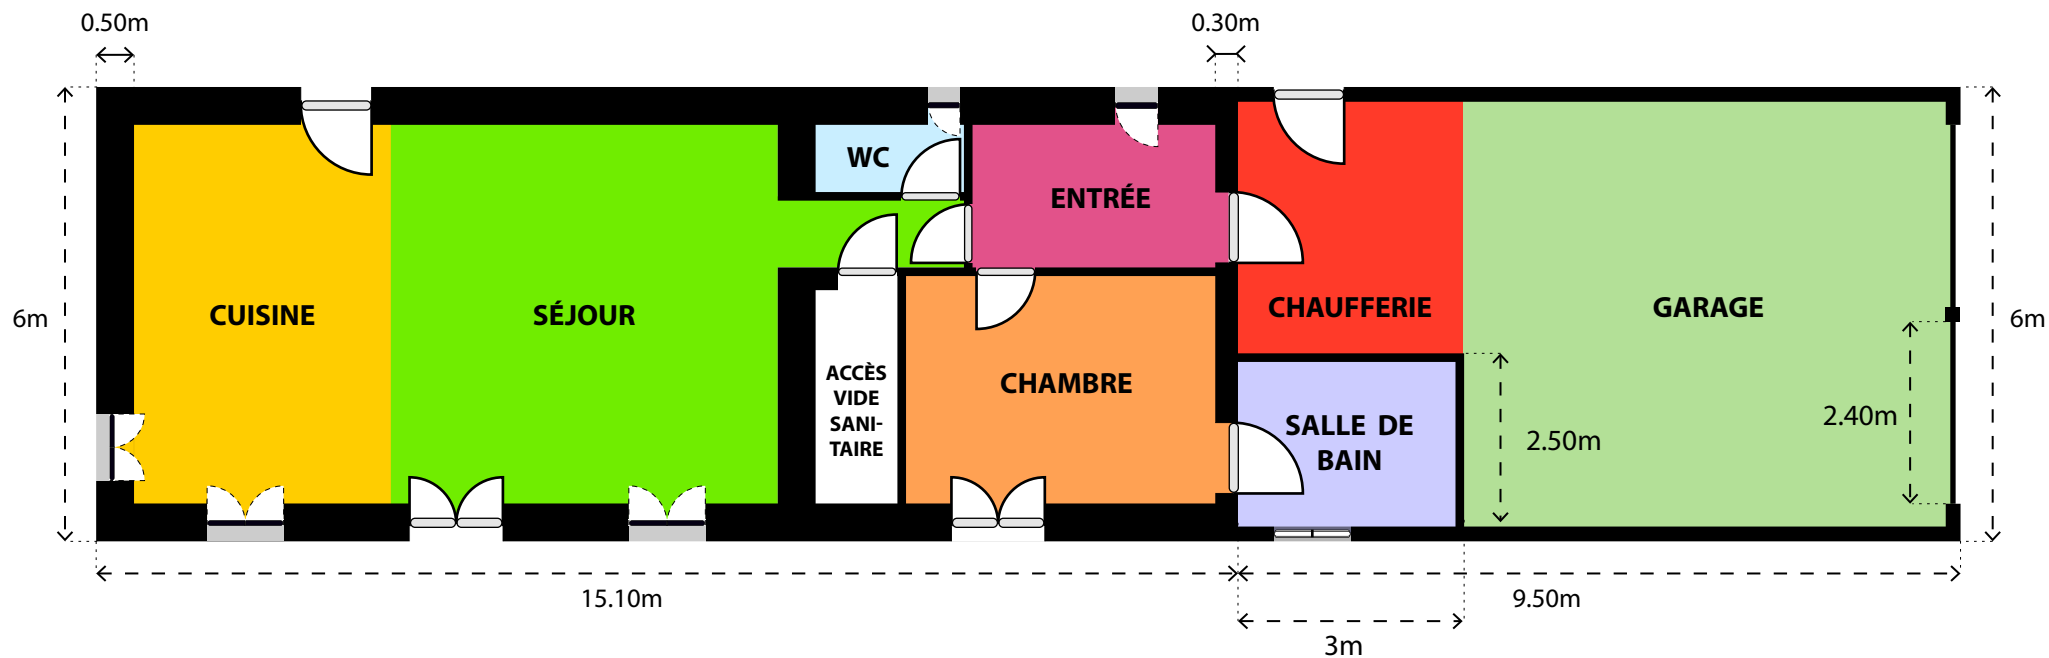 0.50m
0.30m
WC
ENTRÉE
CUISINE
SÉJOUR
CHAUFFERIE
GARAGE
6m
6m
ACCÈS
VIDE
SANI-
TAIRE
CHAMBRE
SALLE DE
BAIN
2.50m
2.40m
15.10m
9.50m
3m